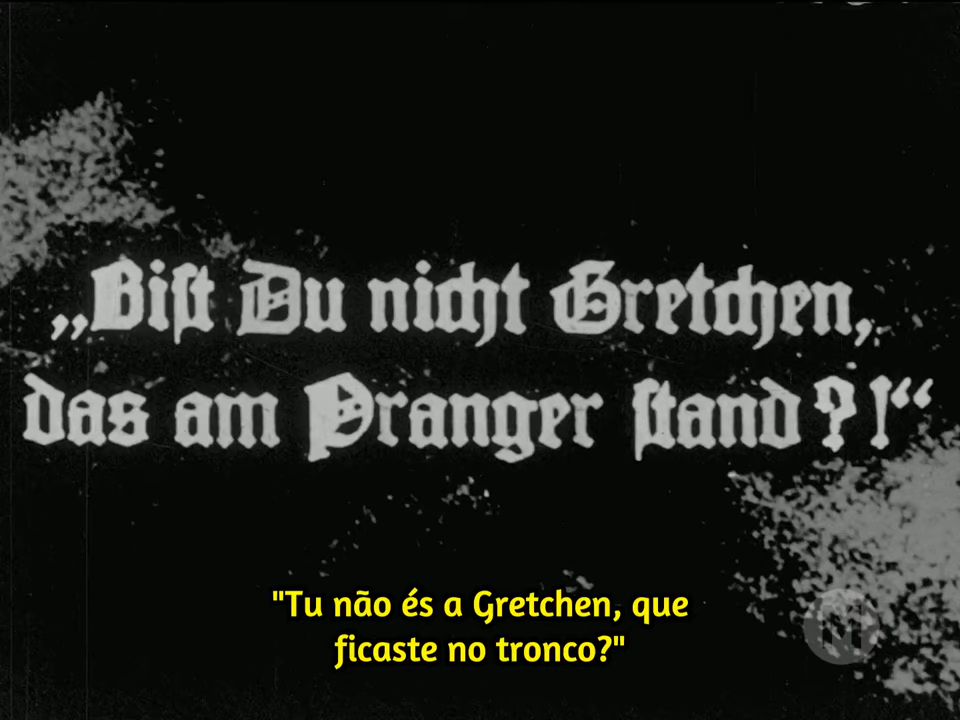 „Bist Du nicht Gretchen,
das am Pranger stand?!“
"Tu não és a Gretchen, que
ficaste no tronco?"